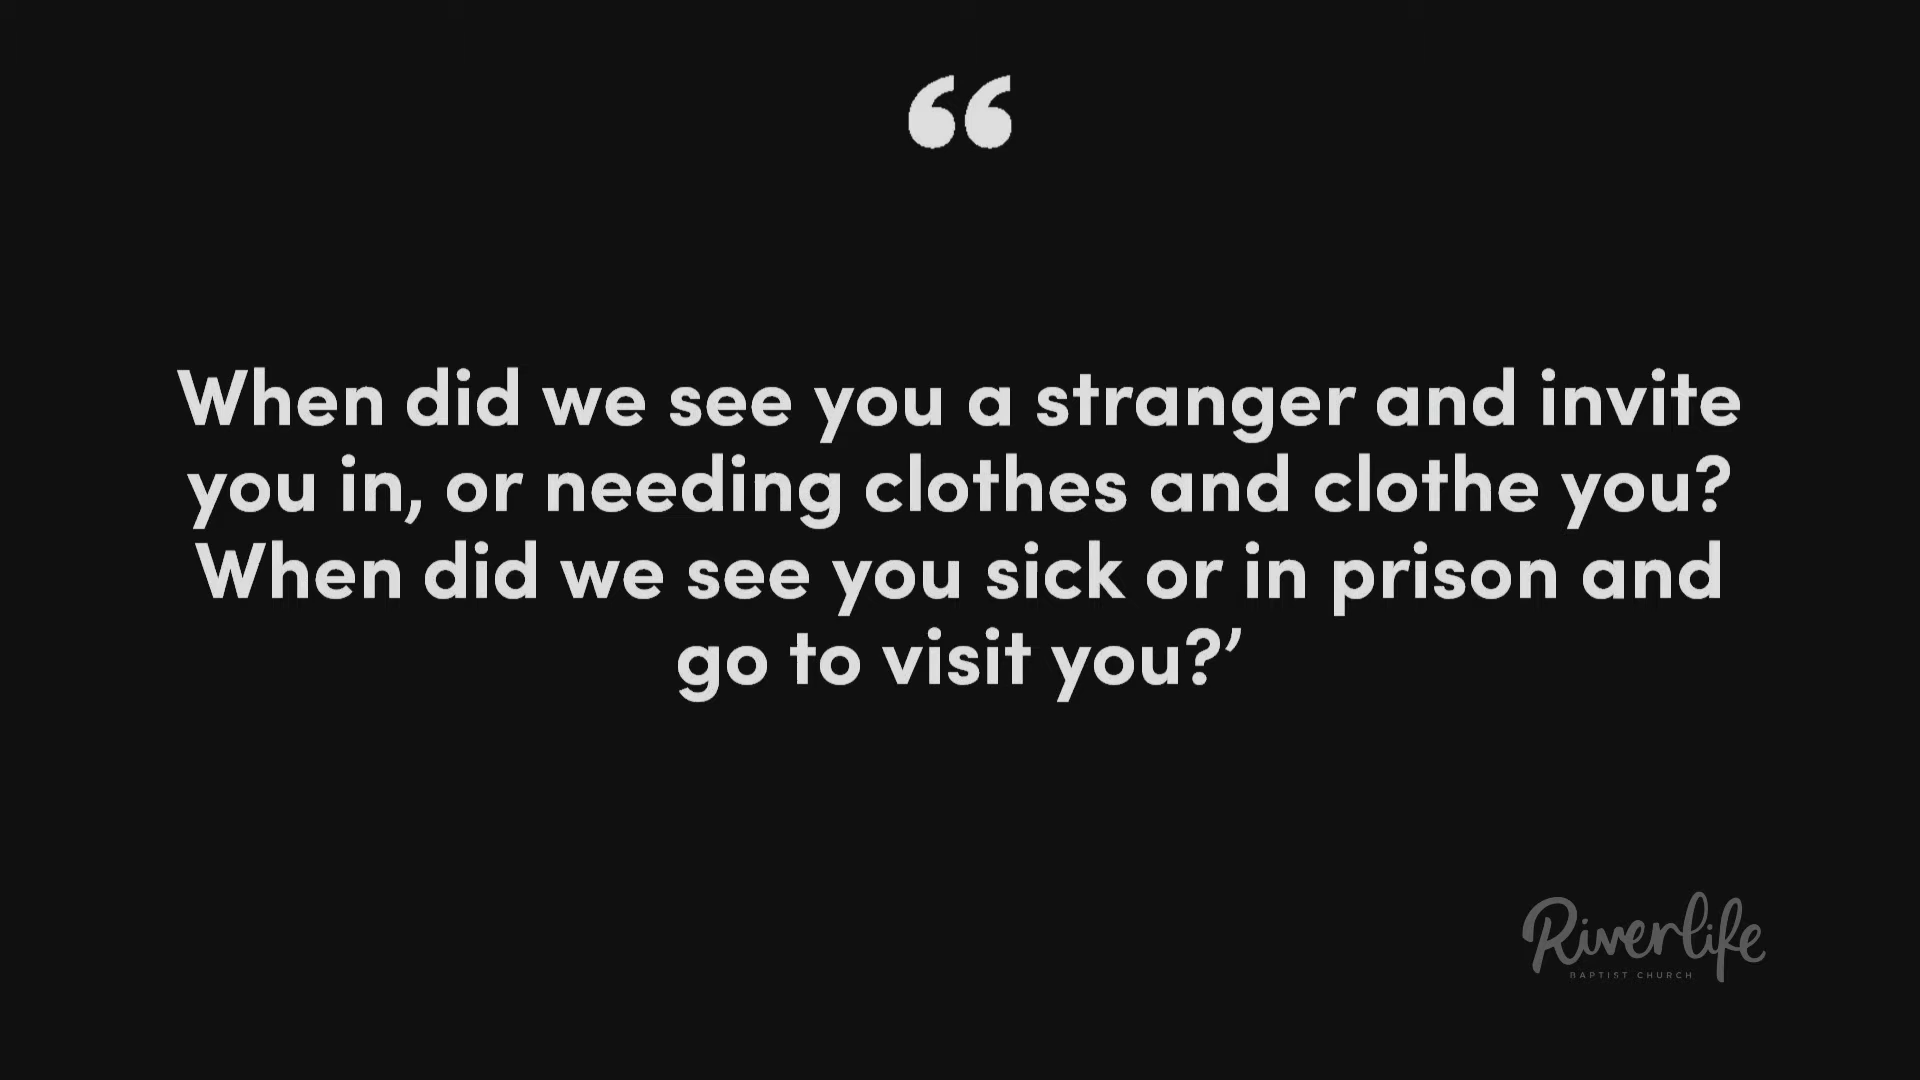 “
When did we see you a stranger and invite
you in, or needing clothes and clothe you?
When did we see you sick or in prison and
go to visit you?’
Riverlife
BAPTIST CHURCH